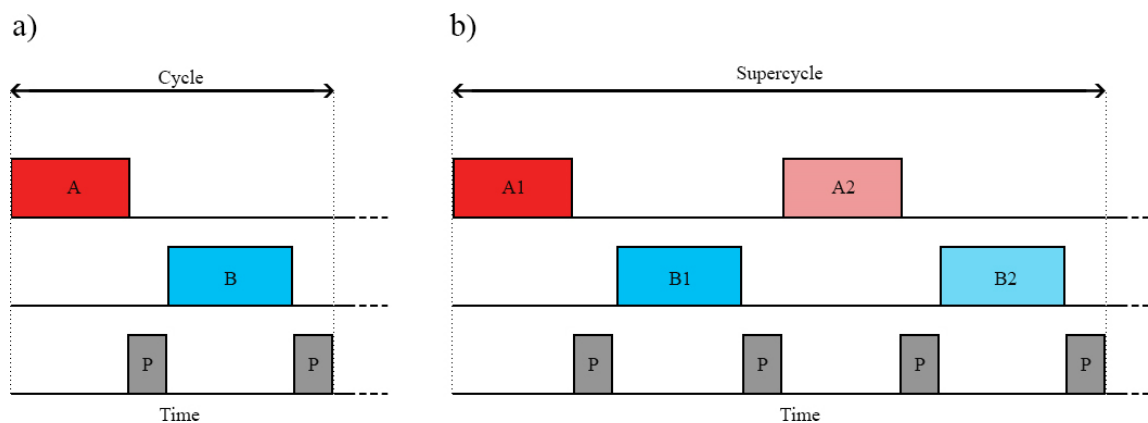 a)
Cycle
A
B
P P
Time
b)
Supercycle
A1 A2
B1 B2
P P P P
Time